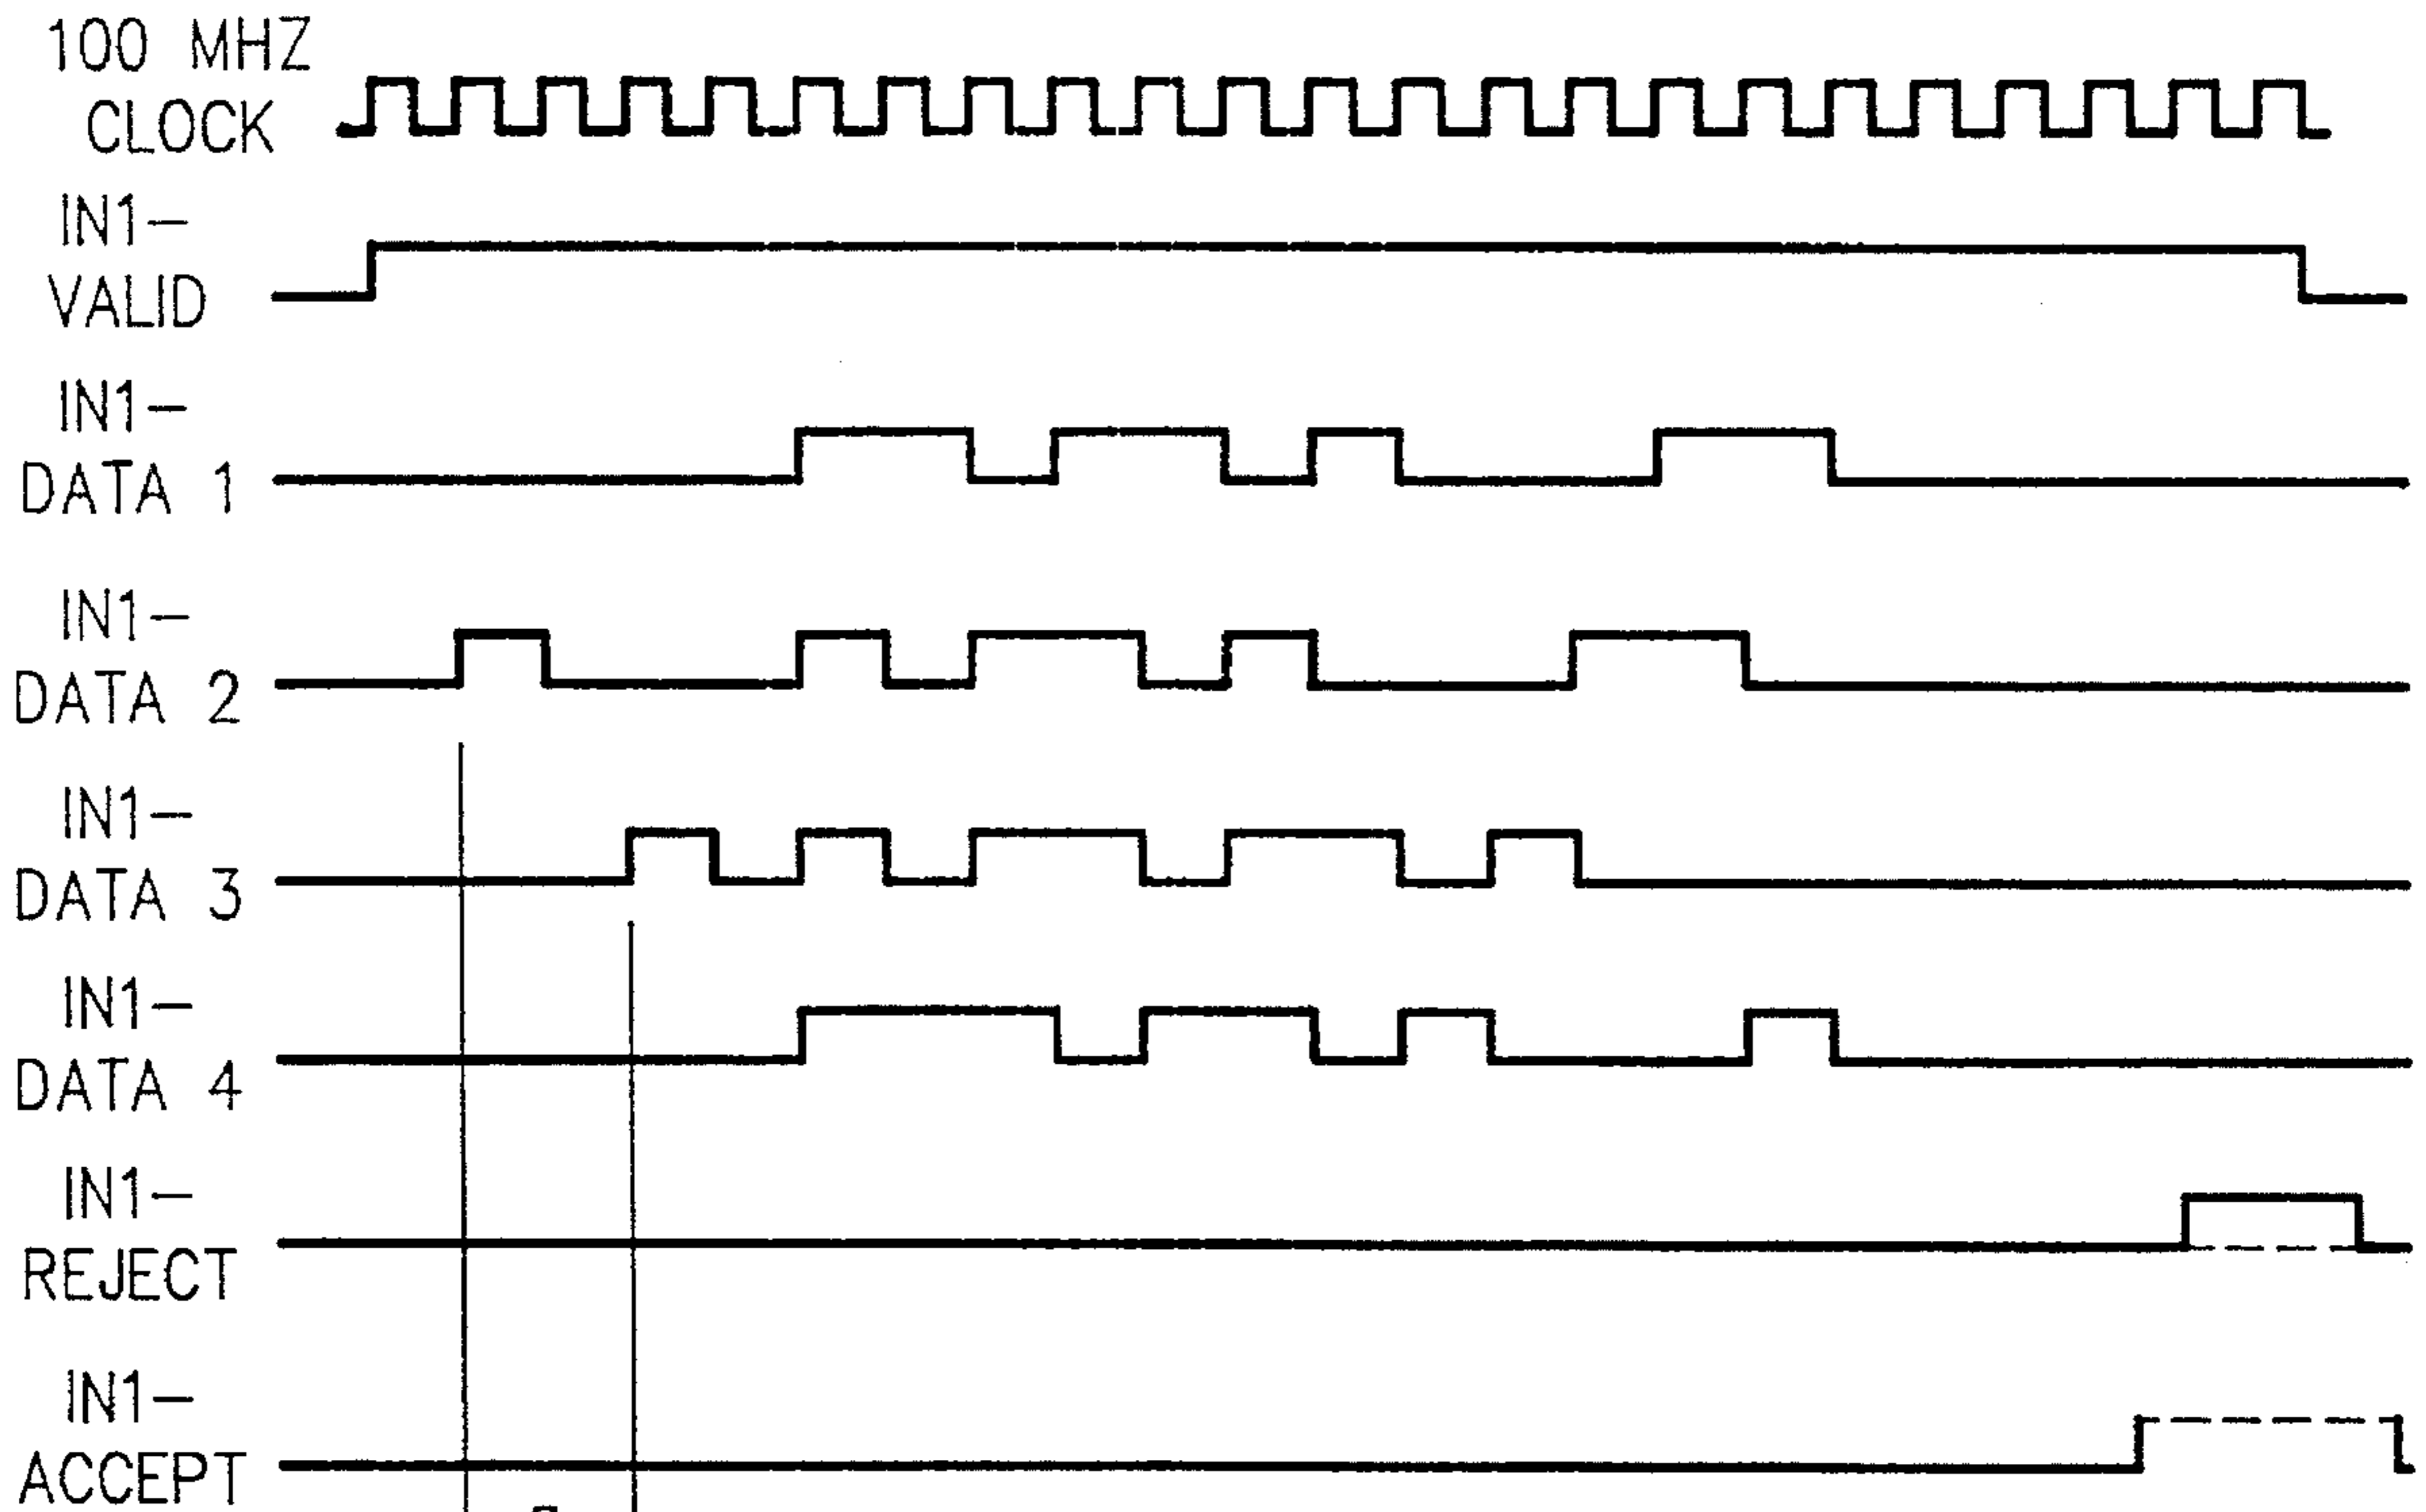 100 MHZ
CLOCK
IN1-
VALID
IN1-
DATA 1
IN1-
DATA 2
IN1-
DATA 3
IN1-
DATA 4
IN1-
REJECT
IN1-
ACCEPT